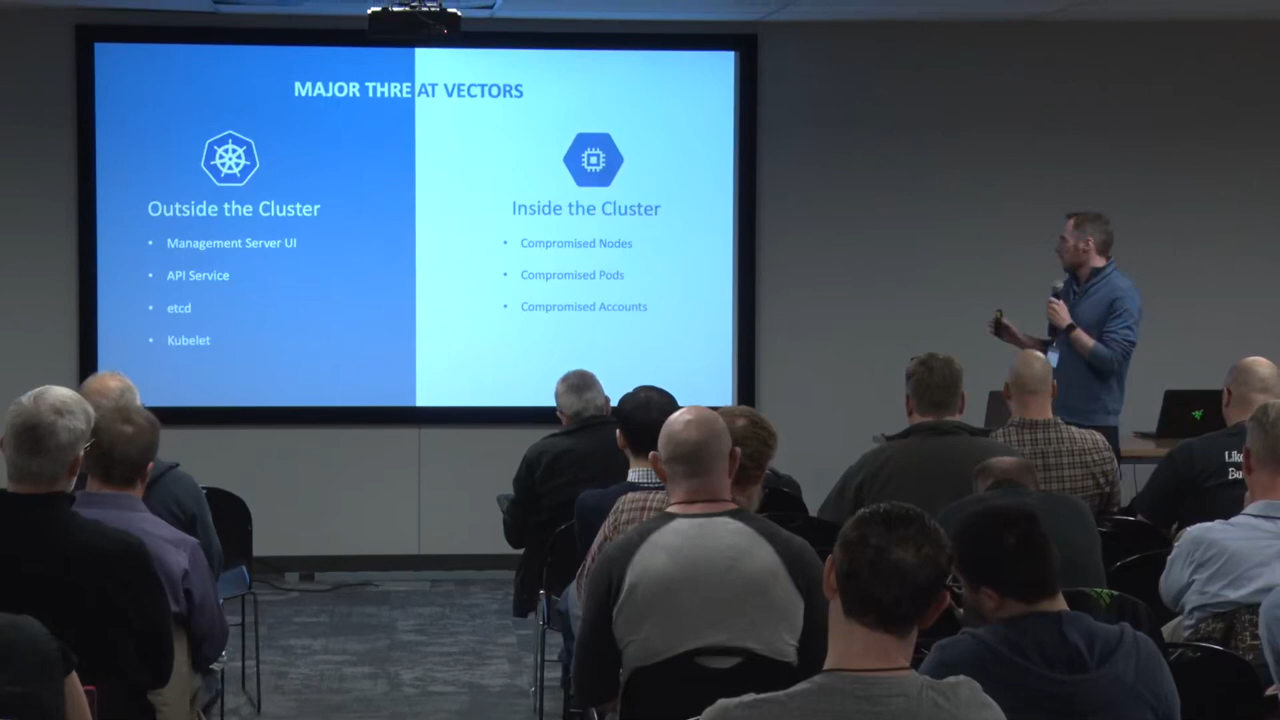 MAJOR THREAT VECTORS
Outside the Cluster
• Management Server UI
• API Service
• etcd
• Kubelet
Inside the Cluster
• Compromised Nodes
• Compromised Pods
• Compromised Accounts